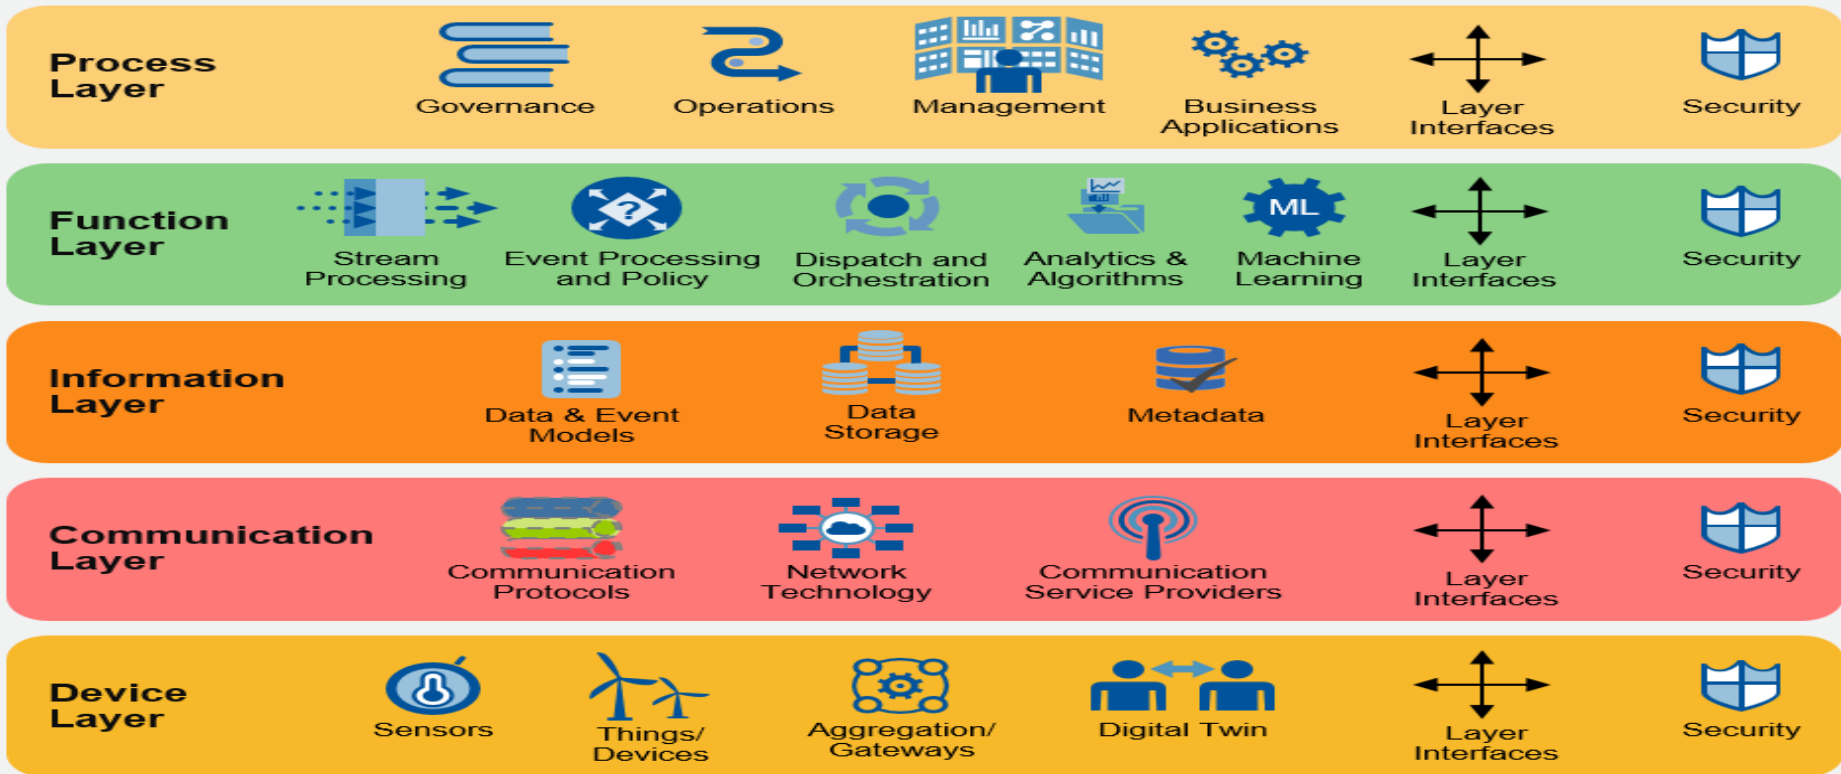 Process
Layer
Governance
Operations
Management
Business
Applications
Layer
Interfaces
Security
Function
Layer
Stream
Processing
?
Event Processing
and Policy
Dispatch and
Orchestration
Analytics &
Algorithms
ML
Machine
Learning
Layer
Interfaces
Security
Information
Layer
Data & Event
Models
Data
Storage
Metadata
Layer
Interfaces
Security
Communication
Layer
Communication
Protocols
Network
Technology
Communication
Service Providers
Layer
Interfaces
Security
Device
Layer
Sensors
Things/
Devices
Aggregation/
Gateways
Digital Twin
Layer
Interfaces
Security